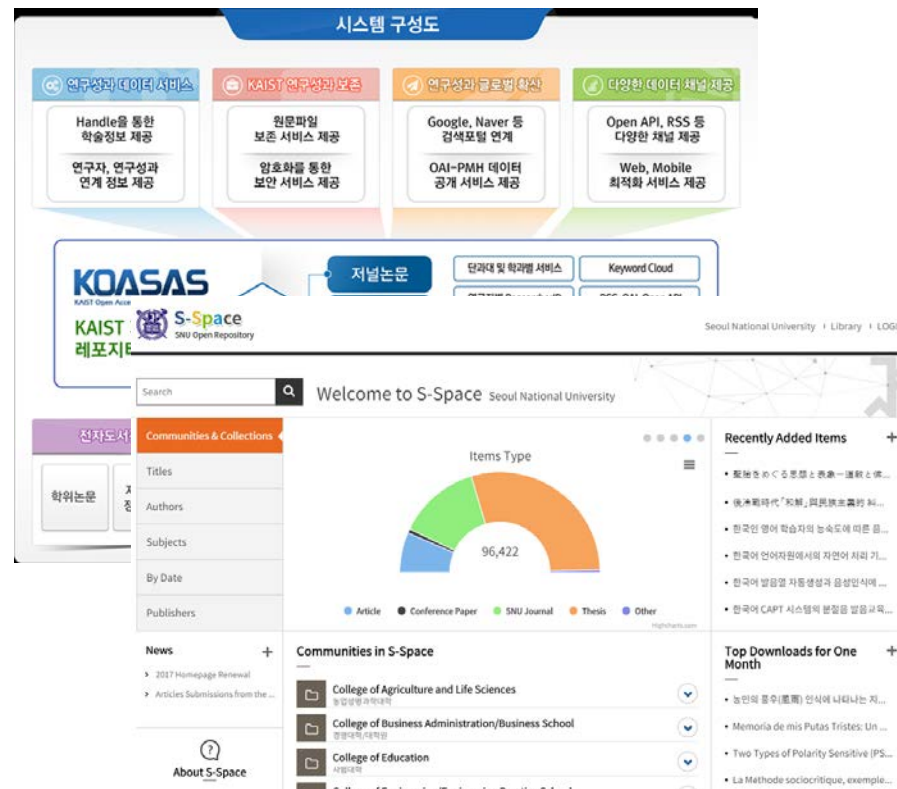 시스템 구성도
연구성과 데이터 서비스
KAIST 연구성과 보존
연구성과 글로벌 확산
다양한 데이터 채널 제공
Handle을 통한
학술정보 제공
연구자, 연구성과
연계 정보 제공
원문파일
보존 서비스 제공
암호화를 통한
보안 서비스 제공
Google, Naver 등
검색포털 연계
OAI-PMH 데이터
공개 서비스 제공
Open API, RSS 등
다양한 채널 제공
Web, Mobile
최적화 서비스 제공
KOASAS
KAIST Open Acce
KAIST
레포지터
저널논문
단과대 및 학과별 서비스
Keyword Cloud
전자도서
학위논문
S-Space
SNU Open Repository
Seoul National University
Library
LOGI
Search
Welcome to S-Space Seoul National University
Communities & Collections
Titles
Authors
Subjects
By Date
Publishers
Items Type
96,422
Article
Conference Paper
SNU Journal
Thesis
Other
Highcharts.com
Recently Added Items +
한국인 영어 학습자의 능숙도에 따른 음...
한국어 언어자원에서의 자연어 처리 기...
한국어 발음열 자동생성과 음성인식에 ...
한국어 CAPT 시스템의 분절음 발음교육...
News +
2017 Homepage Renewal
Articles Submissions from the ...
?
About S-Space
Communities in S-Space
College of Agriculture and Life Sciences
농업생명과학대학
College of Business Administration/Business School
경영대학/대학원
College of Education
사범대학
Top Downloads for One +
Month
농민의 풍우(風雨) 인식에 나타나는 지...
Memoria de mis Putas Tristes: Un ...
Two Types of Polarity Sensitive (PS...
La Méthode sociocritique, exemple...